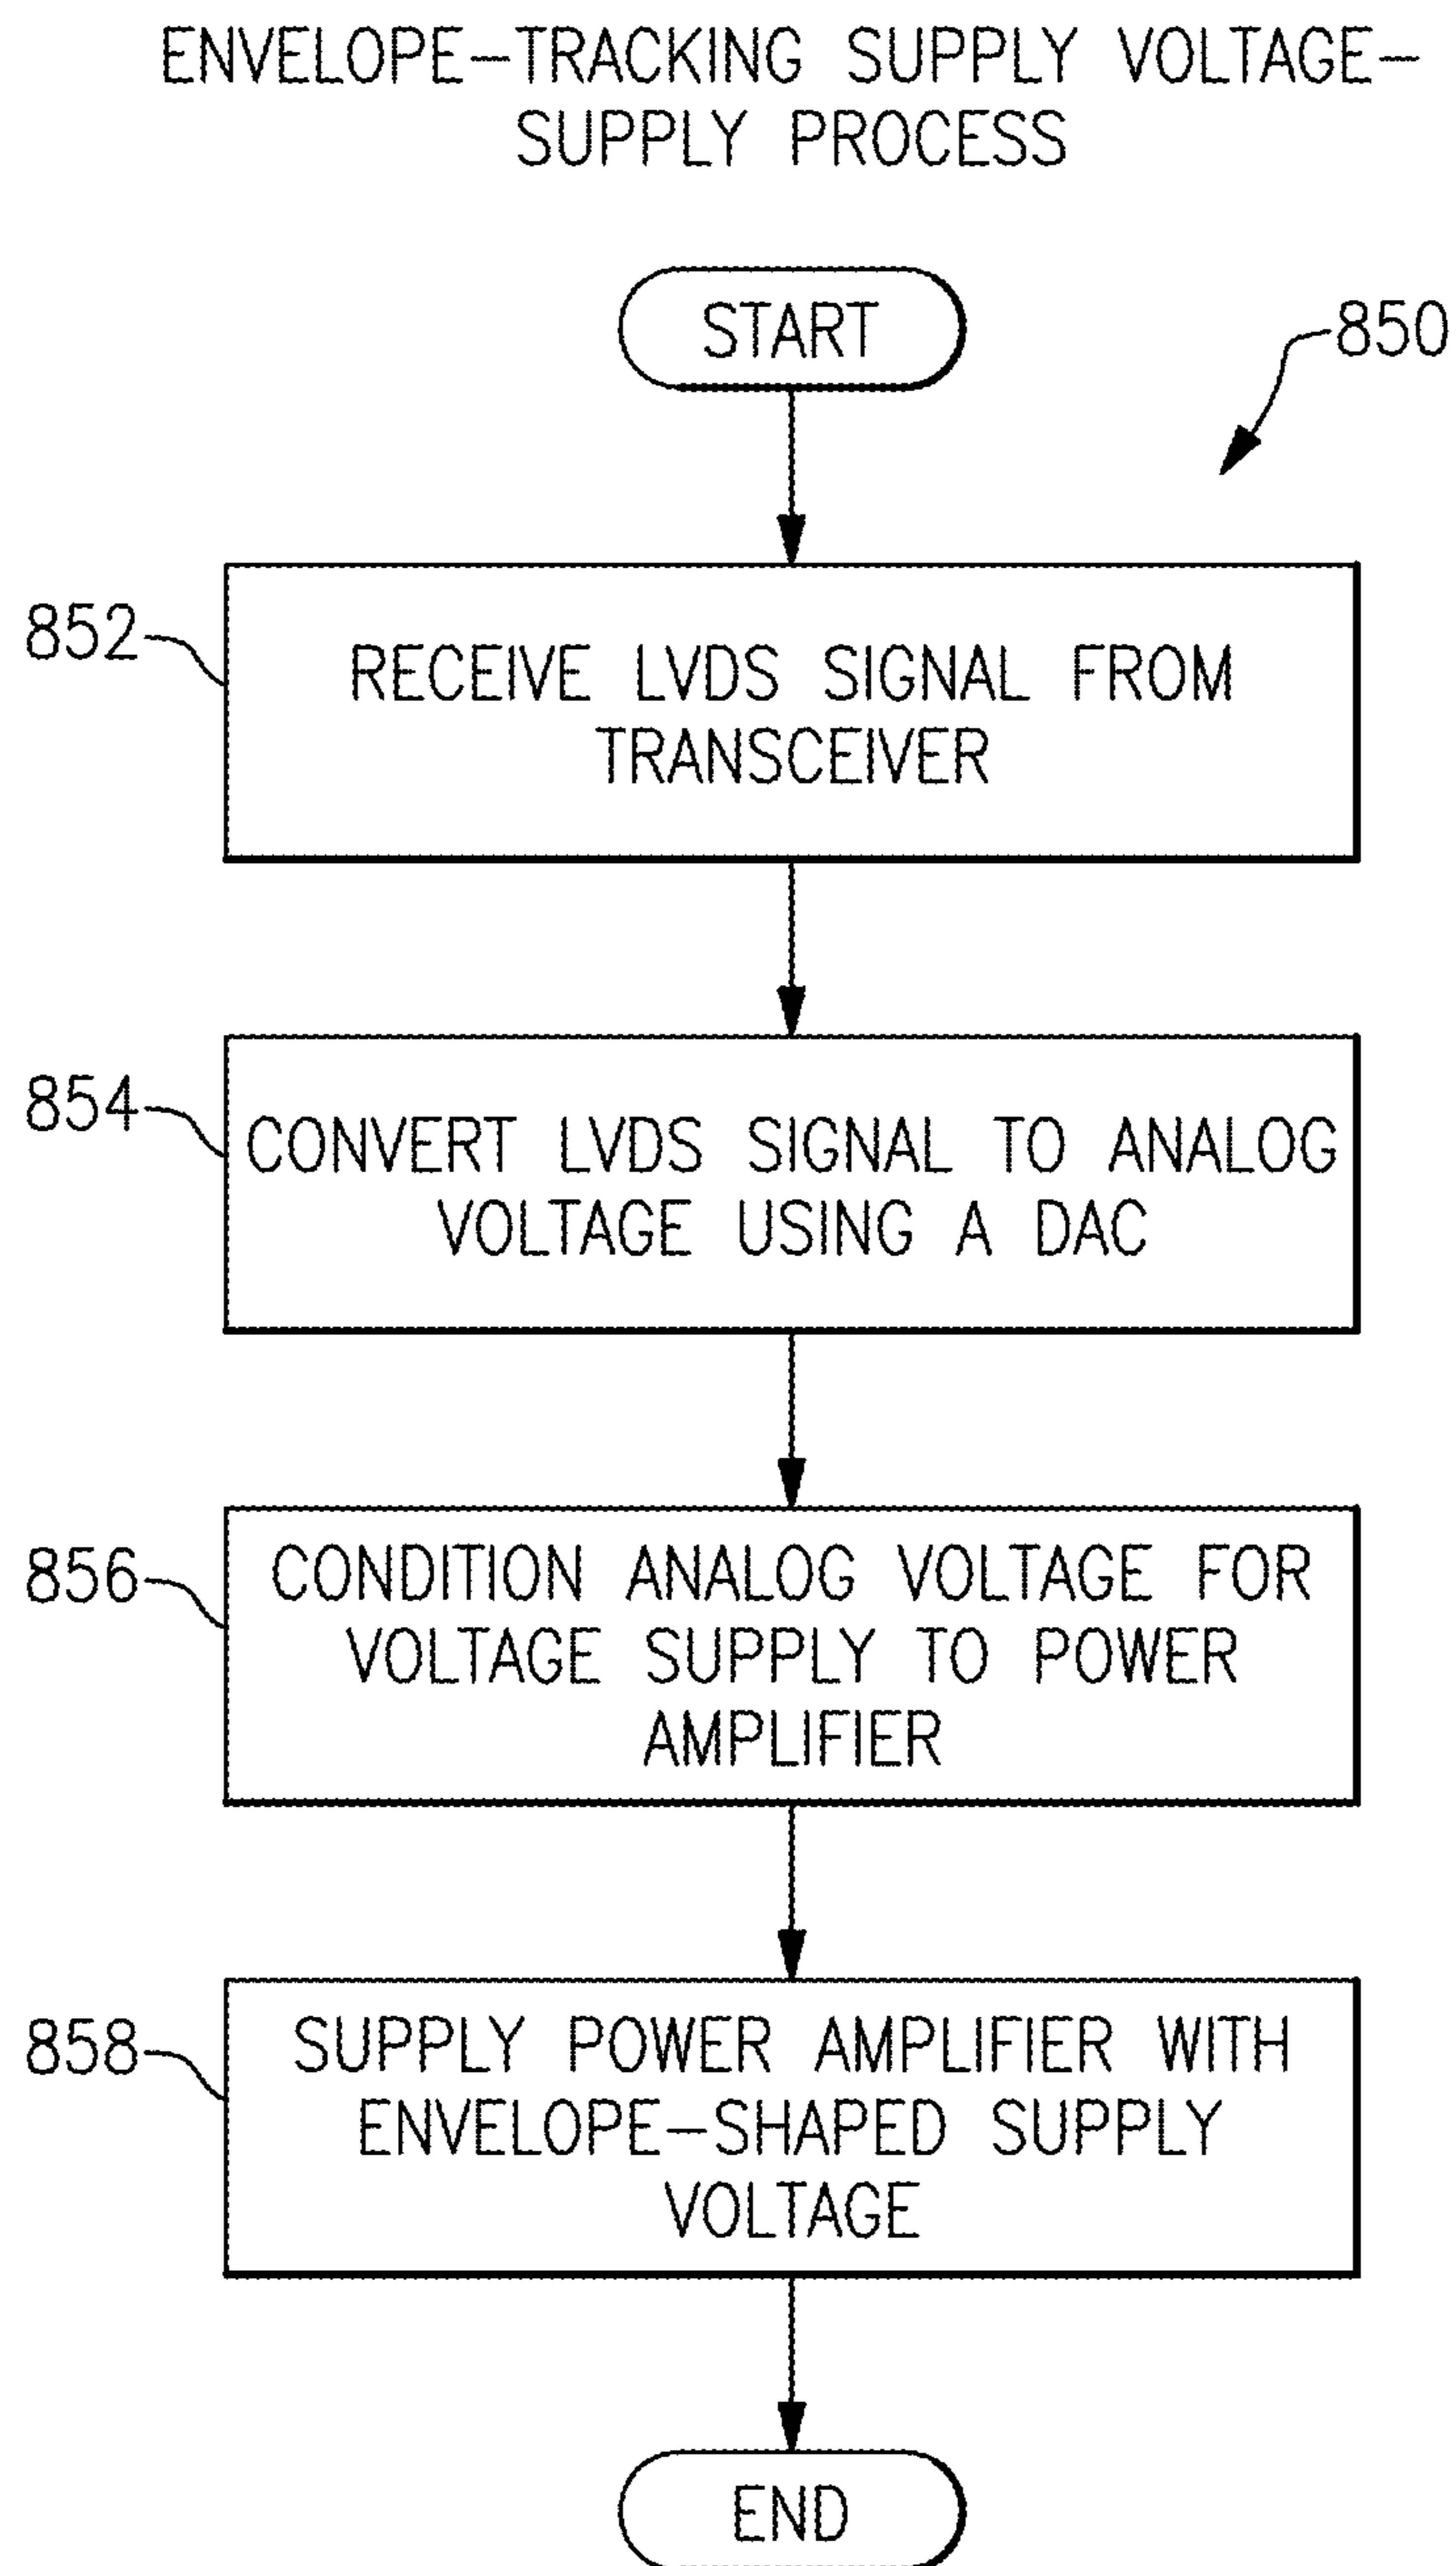 ENVELOPE-TRACKING SUPPLY VOLTAGE-
SUPPLY PROCESS
START
850
852
RECEIVE LVDS SIGNAL FROM
TRANSCEIVER
854
CONVERT LVDS SIGNAL TO ANALOG
VOLTAGE USING A DAC
856
CONDITION ANALOG VOLTAGE FOR
VOLTAGE SUPPLY TO POWER
AMPLIFIER
858
SUPPLY POWER AMPLIFIER WITH
ENVELOPE-SHAPED SUPPLY
VOLTAGE
END